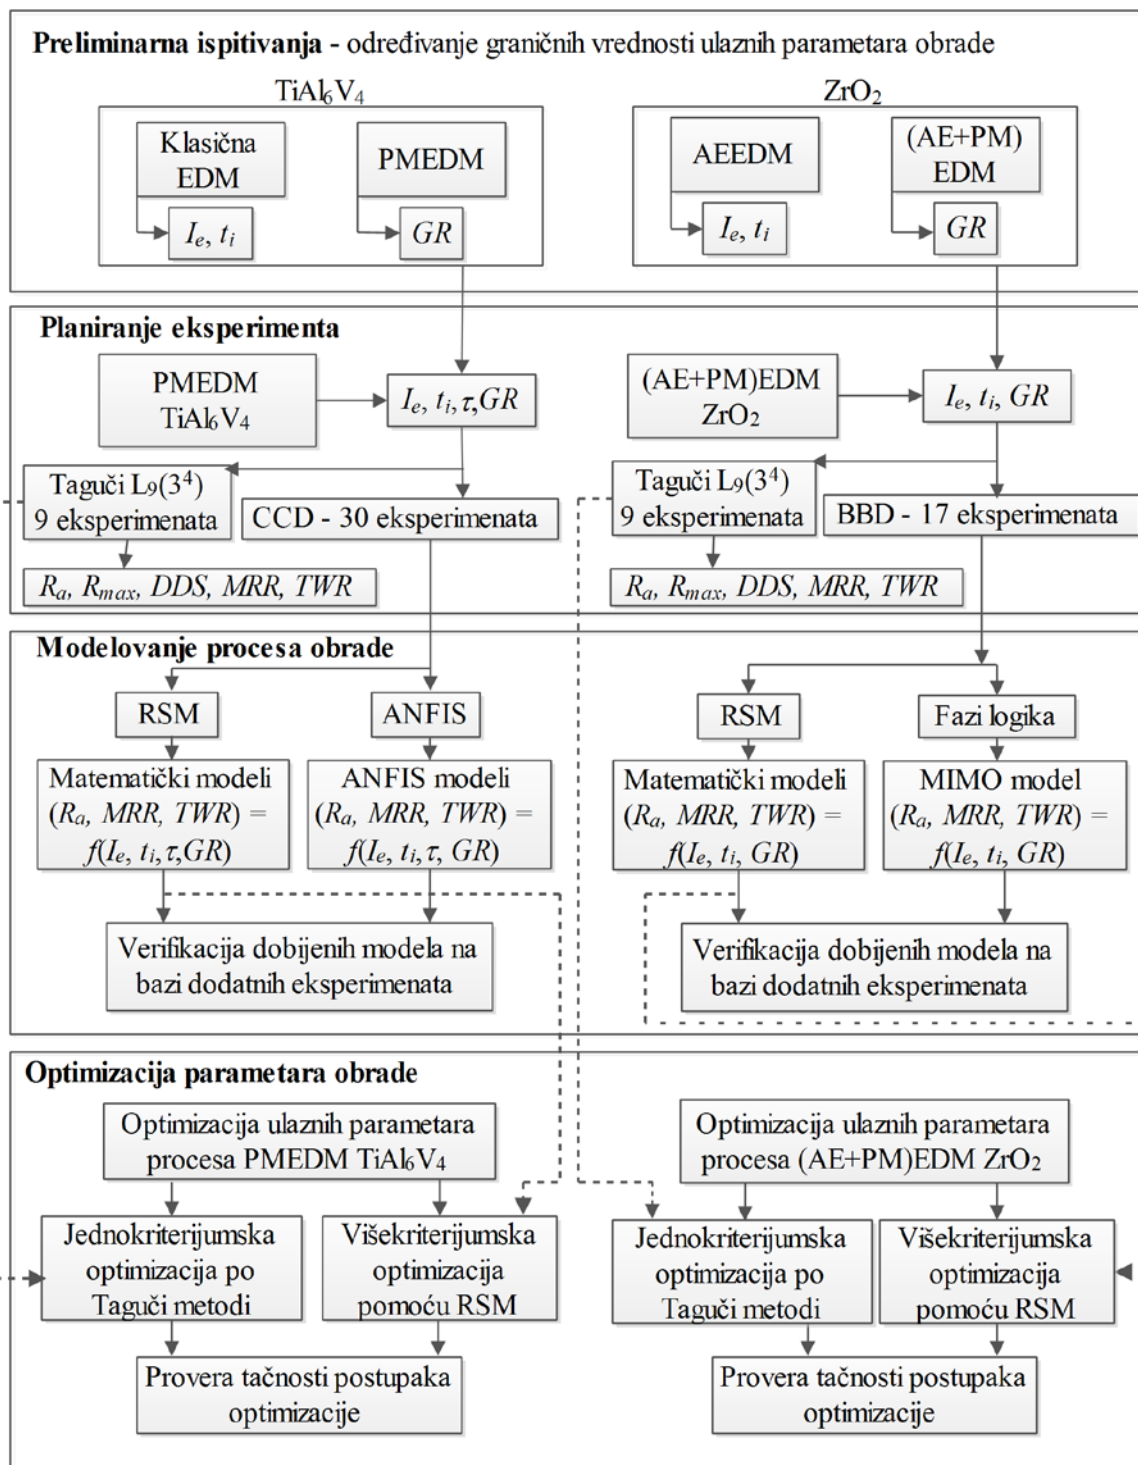 Preliminarna ispitivanja - određivanje graničnih vrednosti ulaznih parametara obrade
TiAl₆V₄
Klasična
EDM
PMEDM
Iₑ, tᵢ
GR
ZrO₂
AEEDM
(AE+PM)
EDM
Iₑ, tᵢ
GR
Planiranje eksperimenta
PMEDM
TiAl₆V₄
Iₑ, tᵢ, τ,GR
Taguči L₉(3⁴)
9 eksperimenata
CCD - 30 eksperimenata
Rₐ, Rₘₐₓ, DDS, MRR, TWR
(AE+PM)EDM
ZrO₂
Iₑ, tᵢ, GR
Taguči L₉(3⁴)
9 eksperimenata
BBD - 17 eksperimenata
Rₐ, Rₘₐₓ, DDS, MRR, TWR
Modelovanje procesa obrade
RSM
ANFIS
Matematički modeli
(Rₐ, MRR, TWR) =
f(Iₑ, tᵢ, τ,GR)
ANFIS modeli
(Rₐ, MRR, TWR) =
f(Iₑ, tᵢ, τ, GR)
Verifikacija dobijenih modela na
bazi dodatnih eksperimenata
RSM
Fazi logika
Matematički modeli
(Rₐ, MRR, TWR) =
f(Iₑ, tᵢ, GR)
MIMO model
(Rₐ, MRR, TWR) =
f(Iₑ, tᵢ, GR)
Verifikacija dobijenih modela na
bazi dodatnih eksperimenata
Optimizacija parametara obrade
Optimizacija ulaznih parametara
procesa PMEDM TiAl₆V₄
Jednokriterijumska
optimizacija po
Taguči metodi
Višekriterijumska
optimizacija
pomoću RSM
Provera tačnosti postupaka
optimizacije
Optimizacija ulaznih parametara
procesa (AE+PM)EDM ZrO₂
Jednokriterijumska
optimizacija po
Taguči metodi
Višekriterijumska
optimizacija
pomoću RSM
Provera tačnosti postupaka
optimizacije